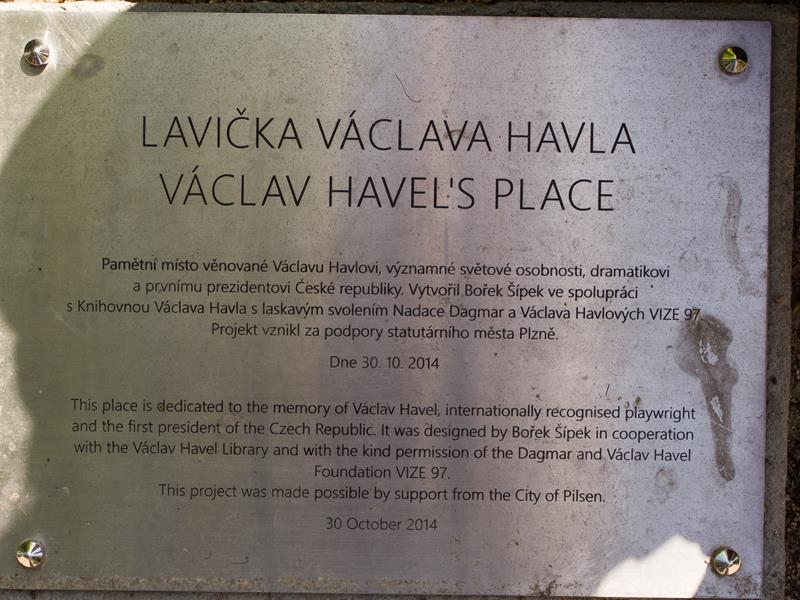 LAVIČKA VÁCLAVA HAVLA
VÁCLAV HAVEL'S PLACE
Pamětní místo věnované Václavu Havlovi, významné světové osobnosti, dramatikovi
a prvnímu prezidentovi České republiky. Vytvořil Bořek Šípek ve spolupráci
s Knihovnou Václava Havla s laskavým svolením Nadace Dagmar a Václava Havlových VIZE 97.
Projekt vznikl za podpory statutárního města Plzně.
Dne 30. 10. 2014
This place is dedicated to the memory of Václav Havel, internationally recognised playwright
and the first president of the Czech Republic. It was designed by Bořek Šípek in cooperation
with the Václav Havel Library and with the kind permission of the Dagmar and Václav Havel
Foundation VIZE 97.
This project was made possible by support from the City of Pilsen.
30 October 2014